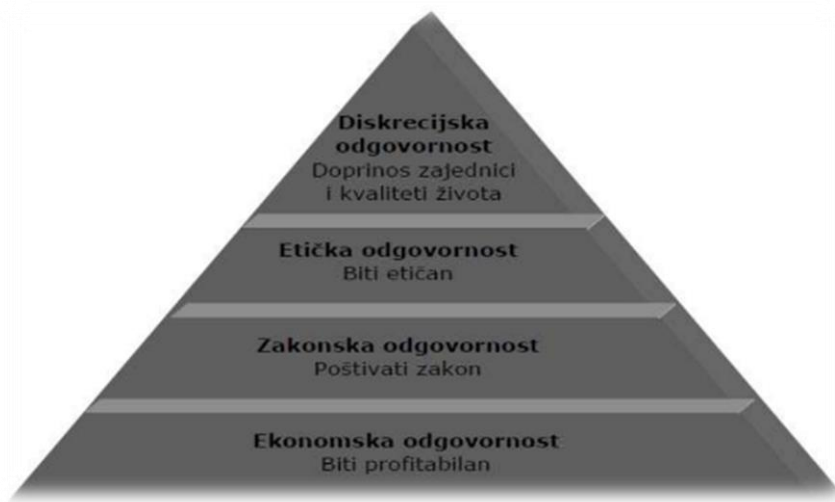 Diskrecijska
odgovornost
Doprinos zajednici
i kvaliteti života
Etička odgovornost
Biti etičan
Zakonska odgovornost
Poštivati zakon
Ekonomska odgovornost
Biti profitabilan